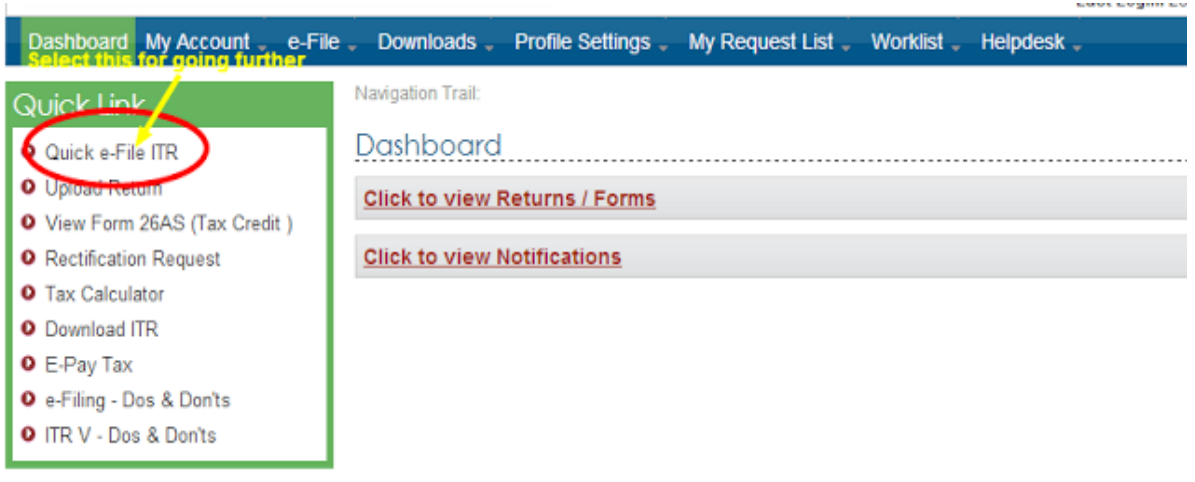 Dashboard My Account e-File Downloads Profile Settings My Request List Worklist Helpdesk
Select this for going further
Quick Link
Quick e-File ITR
Upload Return
View Form 26AS (Tax Credit )
Rectification Request
Tax Calculator
Download ITR
E-Pay Tax
e-Filing - Dos & Don'ts
ITR V - Dos & Don'ts
Navigation Trail:
Dashboard
Click to view Returns / Forms
Click to view Notifications